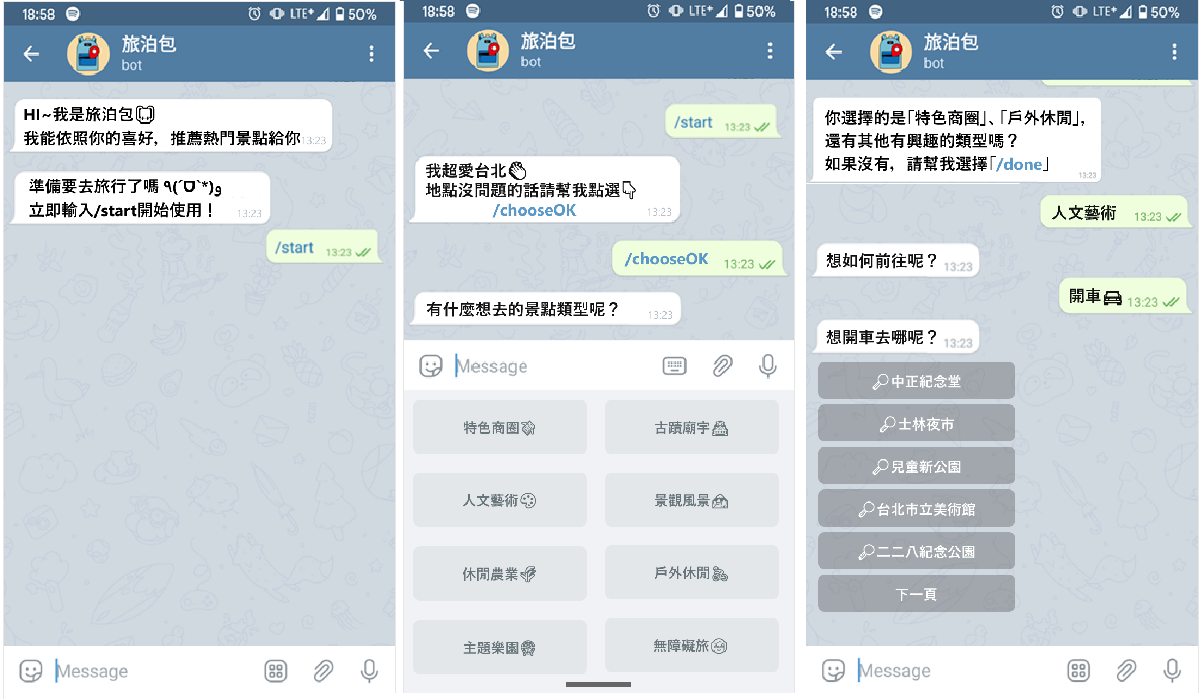 18:58
LTE+
50%
旅泊包
bot
HI~我是旅泊包
我能依照你的喜好，推薦熱門景點給你
13:23
準備要去旅行了嗎 ٩(ˊᗜˋ*)و
立即輸入/start開始使用！
13:23
/start
13:23
Message
18:58
LTE+
50%
旅泊包
bot
/start
13:23
我超愛台北
地點沒問題的話請幫我點選
/chooseOK
13:23
/chooseOK
13:23
有什麼想去的景點類型呢？
13:23
Message
特色商圈
古蹟廟宇
人文藝術
景觀風景
休閒農業
戶外休閒
主題樂園
無障礙旅
18:58
LTE+
50%
旅泊包
bot
你選擇的是「特色商圈」、「戶外休閒」，
還有其他有興趣的類型嗎？
如果沒有，請幫我選擇「/done」
13:23
人文藝術
13:23
想如何前往呢？
13:23
開車
13:23
想開車去哪呢？
13:23
中正紀念堂
士林夜市
兒童新公園
台北市立美術館
二二八紀念公園
下一頁
Message